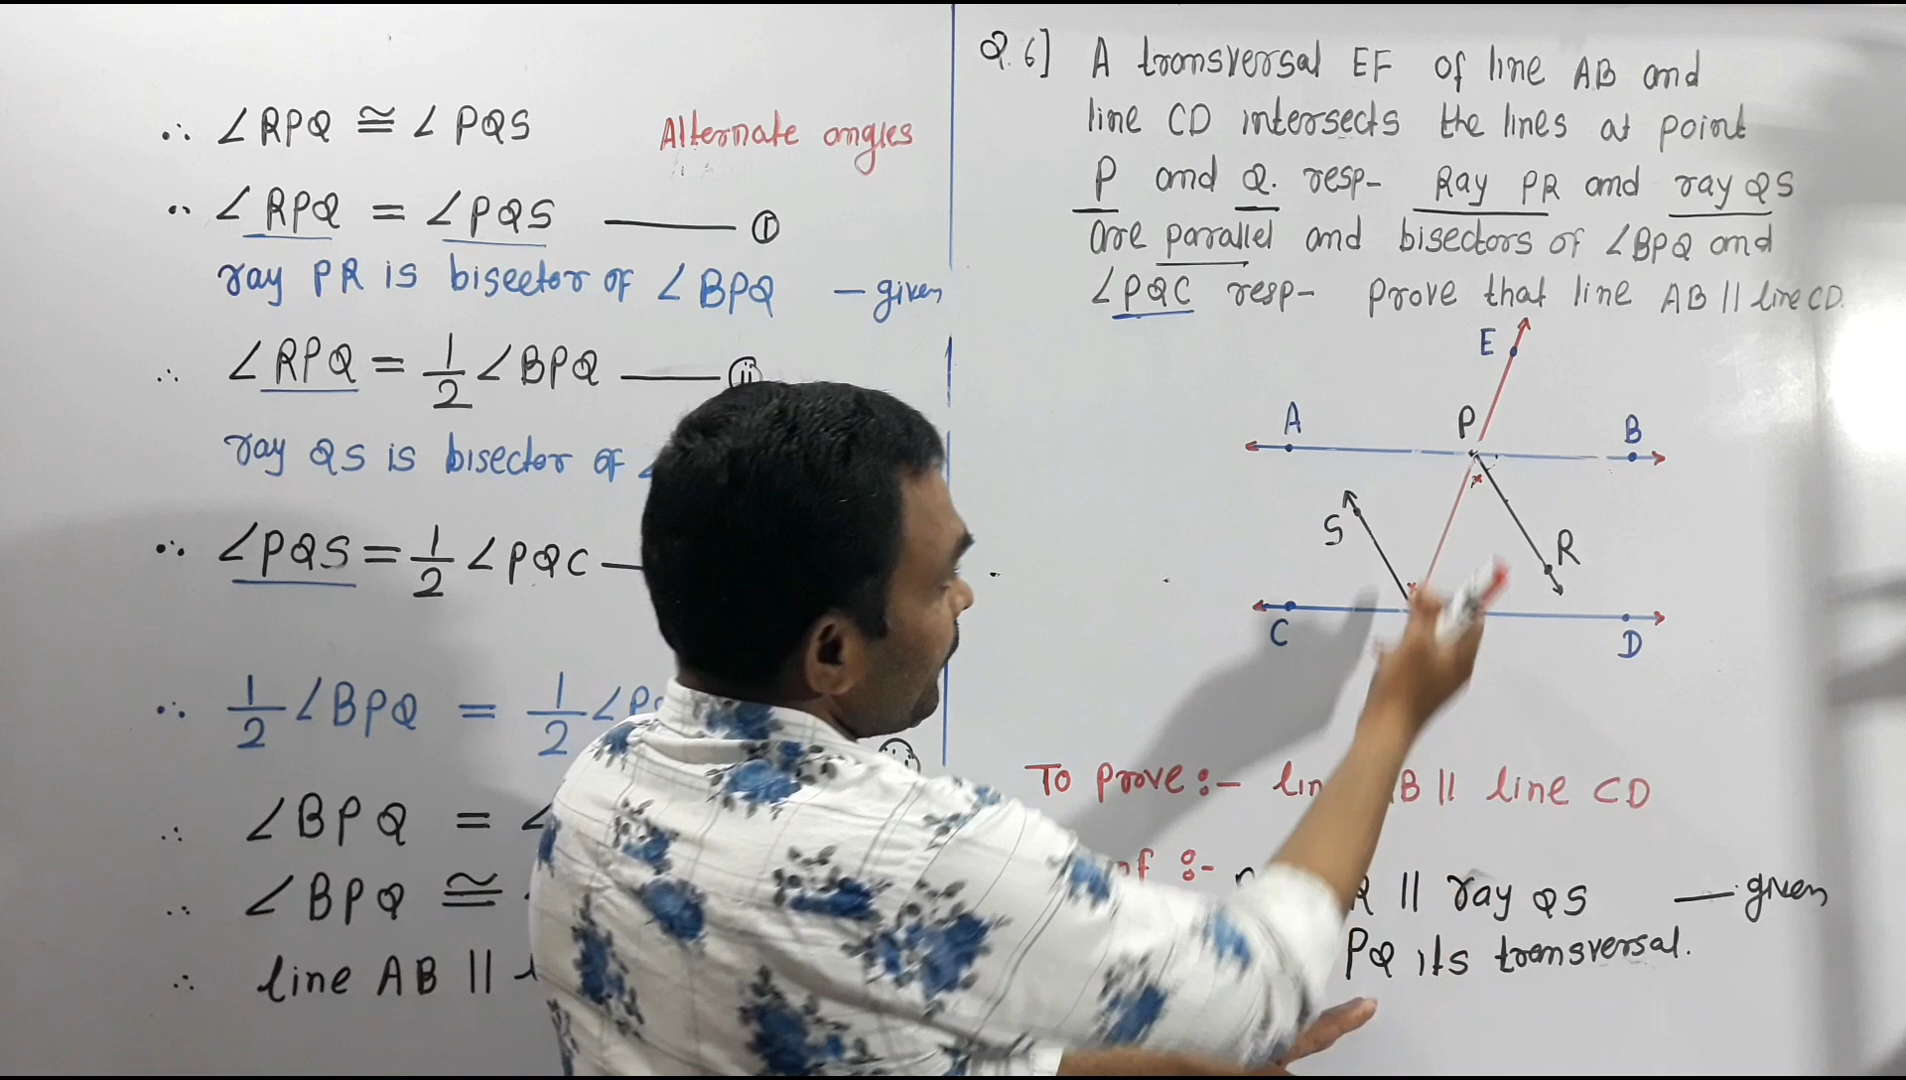 ∴ ∠RPQ ≅ ∠PQS Alternate angles
∴ ∠RPQ = ∠PQS —— Ⓘ
ray PR is bisector of ∠BPQ – given
∴ ∠RPQ = 1/2 ∠BPQ —— ⓘⓘ
ray QS is bisector of ∠
∴ ∠PQS = 1/2 ∠PQC —
∴ 1/2 ∠BPQ = 1/2 ∠P
∴ ∠BPQ = ∠
∴ ∠BPQ ≅
∴ line AB ||
Q.6] A transversal EF of line AB and
line CD intersects the lines at point
P and Q. resp- Ray PR and ray QS
are parallel and bisectors of ∠BPQ and
∠PQC resp- prove that line AB || line CD.
E
A P B
S R
C D
To prove :- B || line CD
:- || ray QS — given
PQ its transversal.